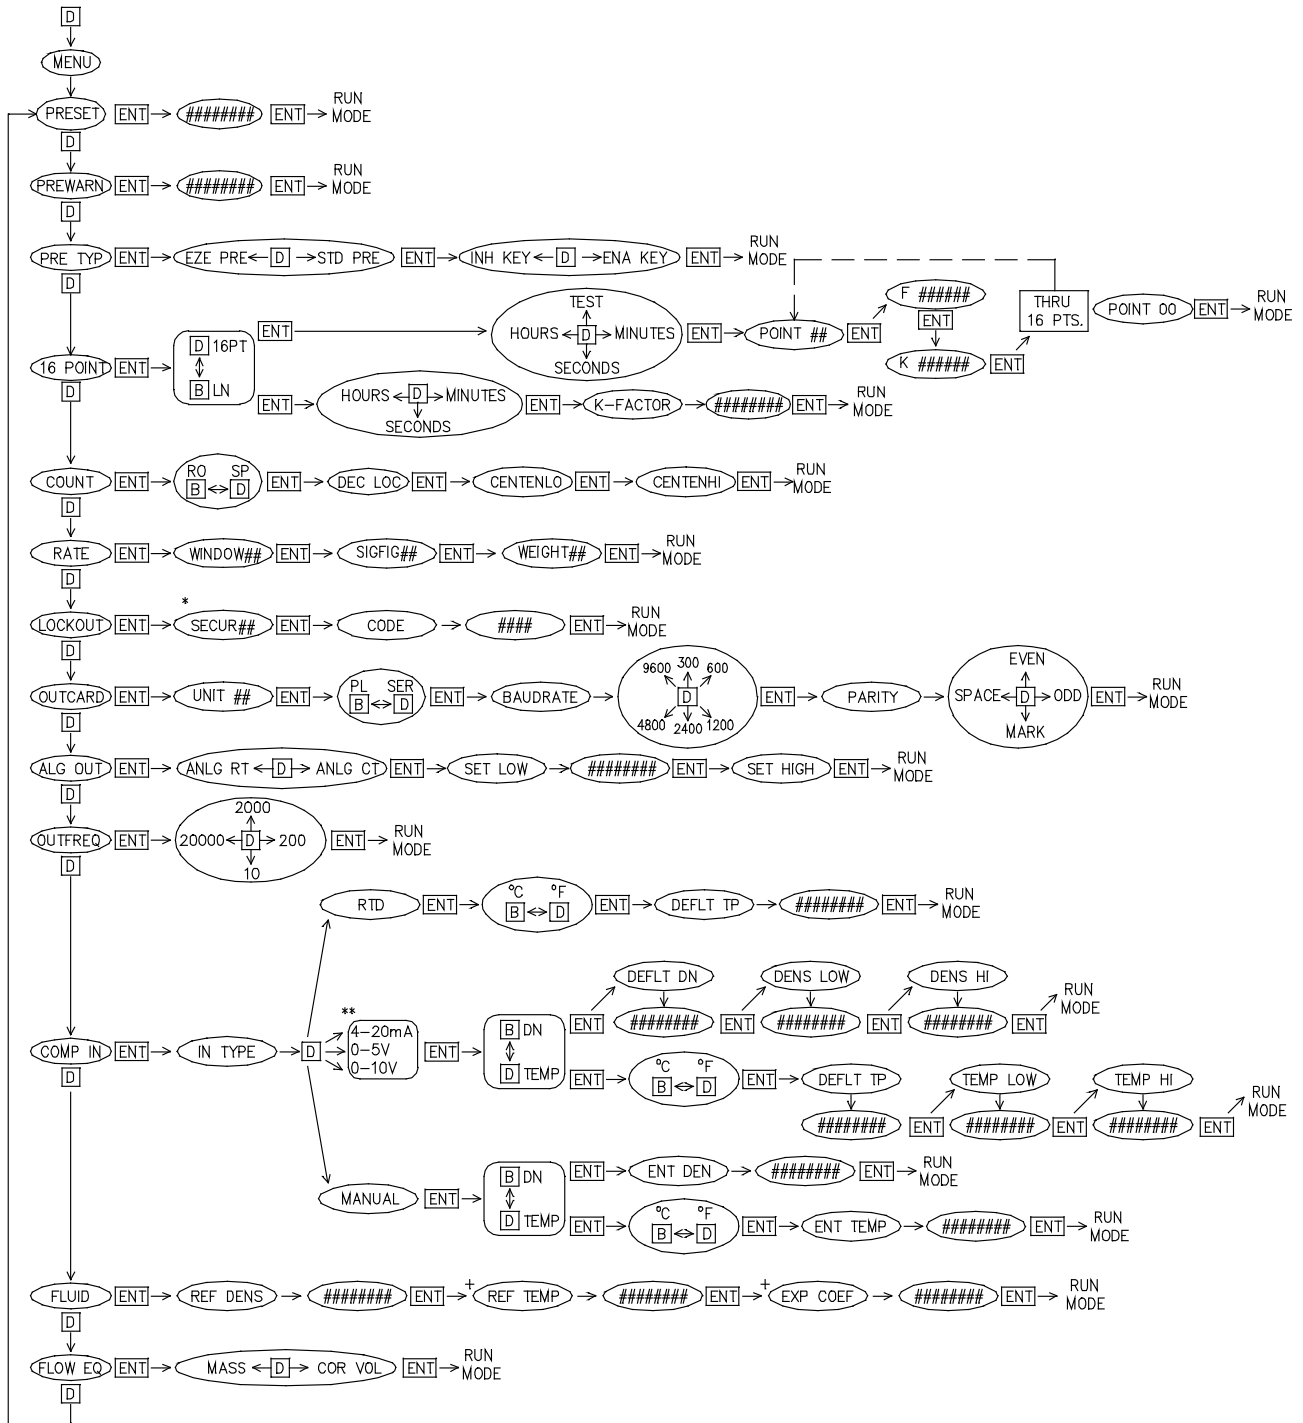 D
MENU
PRESET ENT ######## ENT RUN MODE
D
PREWARN ENT ######## ENT RUN MODE
D
PRE TYP ENT EZE PRE D STD PRE ENT INH KEY D ENA KEY ENT RUN MODE
D
16 POINT ENT D 16PT B LN
ENT TEST HOURS D MINUTES SECONDS ENT POINT ## ENT F ###### ENT K ###### ENT THRU 16 PTS. POINT 00 ENT RUN MODE
ENT HOURS D MINUTES SECONDS ENT K-FACTOR ######## ENT RUN MODE
D
COUNT ENT RO SP B D ENT DEC LOC ENT CENTENLO ENT CENTENHI ENT RUN MODE
D
RATE ENT WINDOW## ENT SIGFIG## ENT WEIGHT## ENT RUN MODE
D
*
LOCKOUT ENT SECUR## ENT CODE #### ENT RUN MODE
D
OUTCARD ENT UNIT ## ENT PL SER B D ENT BAUDRATE 9600 300 600 D 4800 2400 1200 ENT PARITY EVEN SPACE D ODD MARK ENT RUN MODE
D
ALG OUT ENT ANLG RT D ANLG CT ENT SET LOW ######## ENT SET HIGH ENT RUN MODE
D
OUTFREQ ENT 2000 20000 D 200 10 ENT RUN MODE
D
COMP IN ENT IN TYPE D
RTD ENT °C °F B D ENT DEFLT TP ######## ENT RUN MODE
**
4-20mA
0-5V
0-10V
ENT B DN D TEMP
ENT DEFLT DN ######## ENT DENS LOW ######## ENT DENS HI ######## ENT RUN MODE
ENT °C °F B D ENT DEFLT TP ######## ENT TEMP LOW ######## ENT TEMP HI ######## ENT RUN MODE
MANUAL ENT B DN D TEMP
ENT ENT DEN ######## ENT RUN MODE
ENT °C °F B D ENT ENT TEMP ######## ENT RUN MODE
D
FLUID ENT REF DENS ######## ENT + REF TEMP ######## ENT + EXP COEF ######## ENT RUN MODE
D
FLOW EQ ENT MASS D COR VOL ENT RUN MODE
D